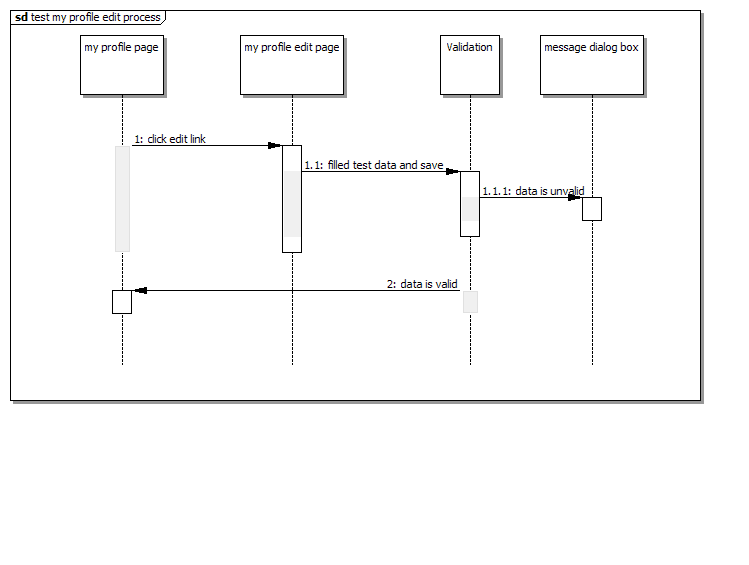 sd test my profile edit process
my profile page
my profile edit page
Validation
message dialog box
1: click edit link
1.1: filled test data and save
1.1.1: data is unvalid
2: data is valid